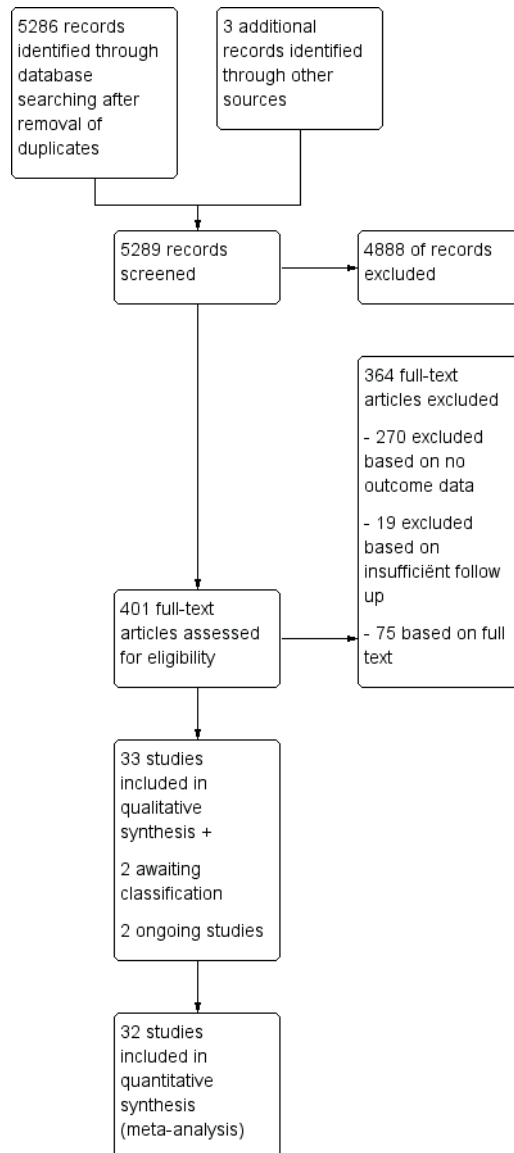 5286 records
identified through
database
searching after
removal of
duplicates
3 additional
records identified
through other
sources
5289 records
screened
4888 of records
excluded
364 full-text
articles excluded
- 270 excluded
based on no
outcome data
- 19 excluded
based on
insufficiënt follow
up
- 75 based on full
text
401 full-text
articles assessed
for eligibility
33 studies
included in
qualitative
synthesis +
2 awaiting
classification
2 ongoing studies
32 studies
included in
quantitative
synthesis
(meta-analysis)